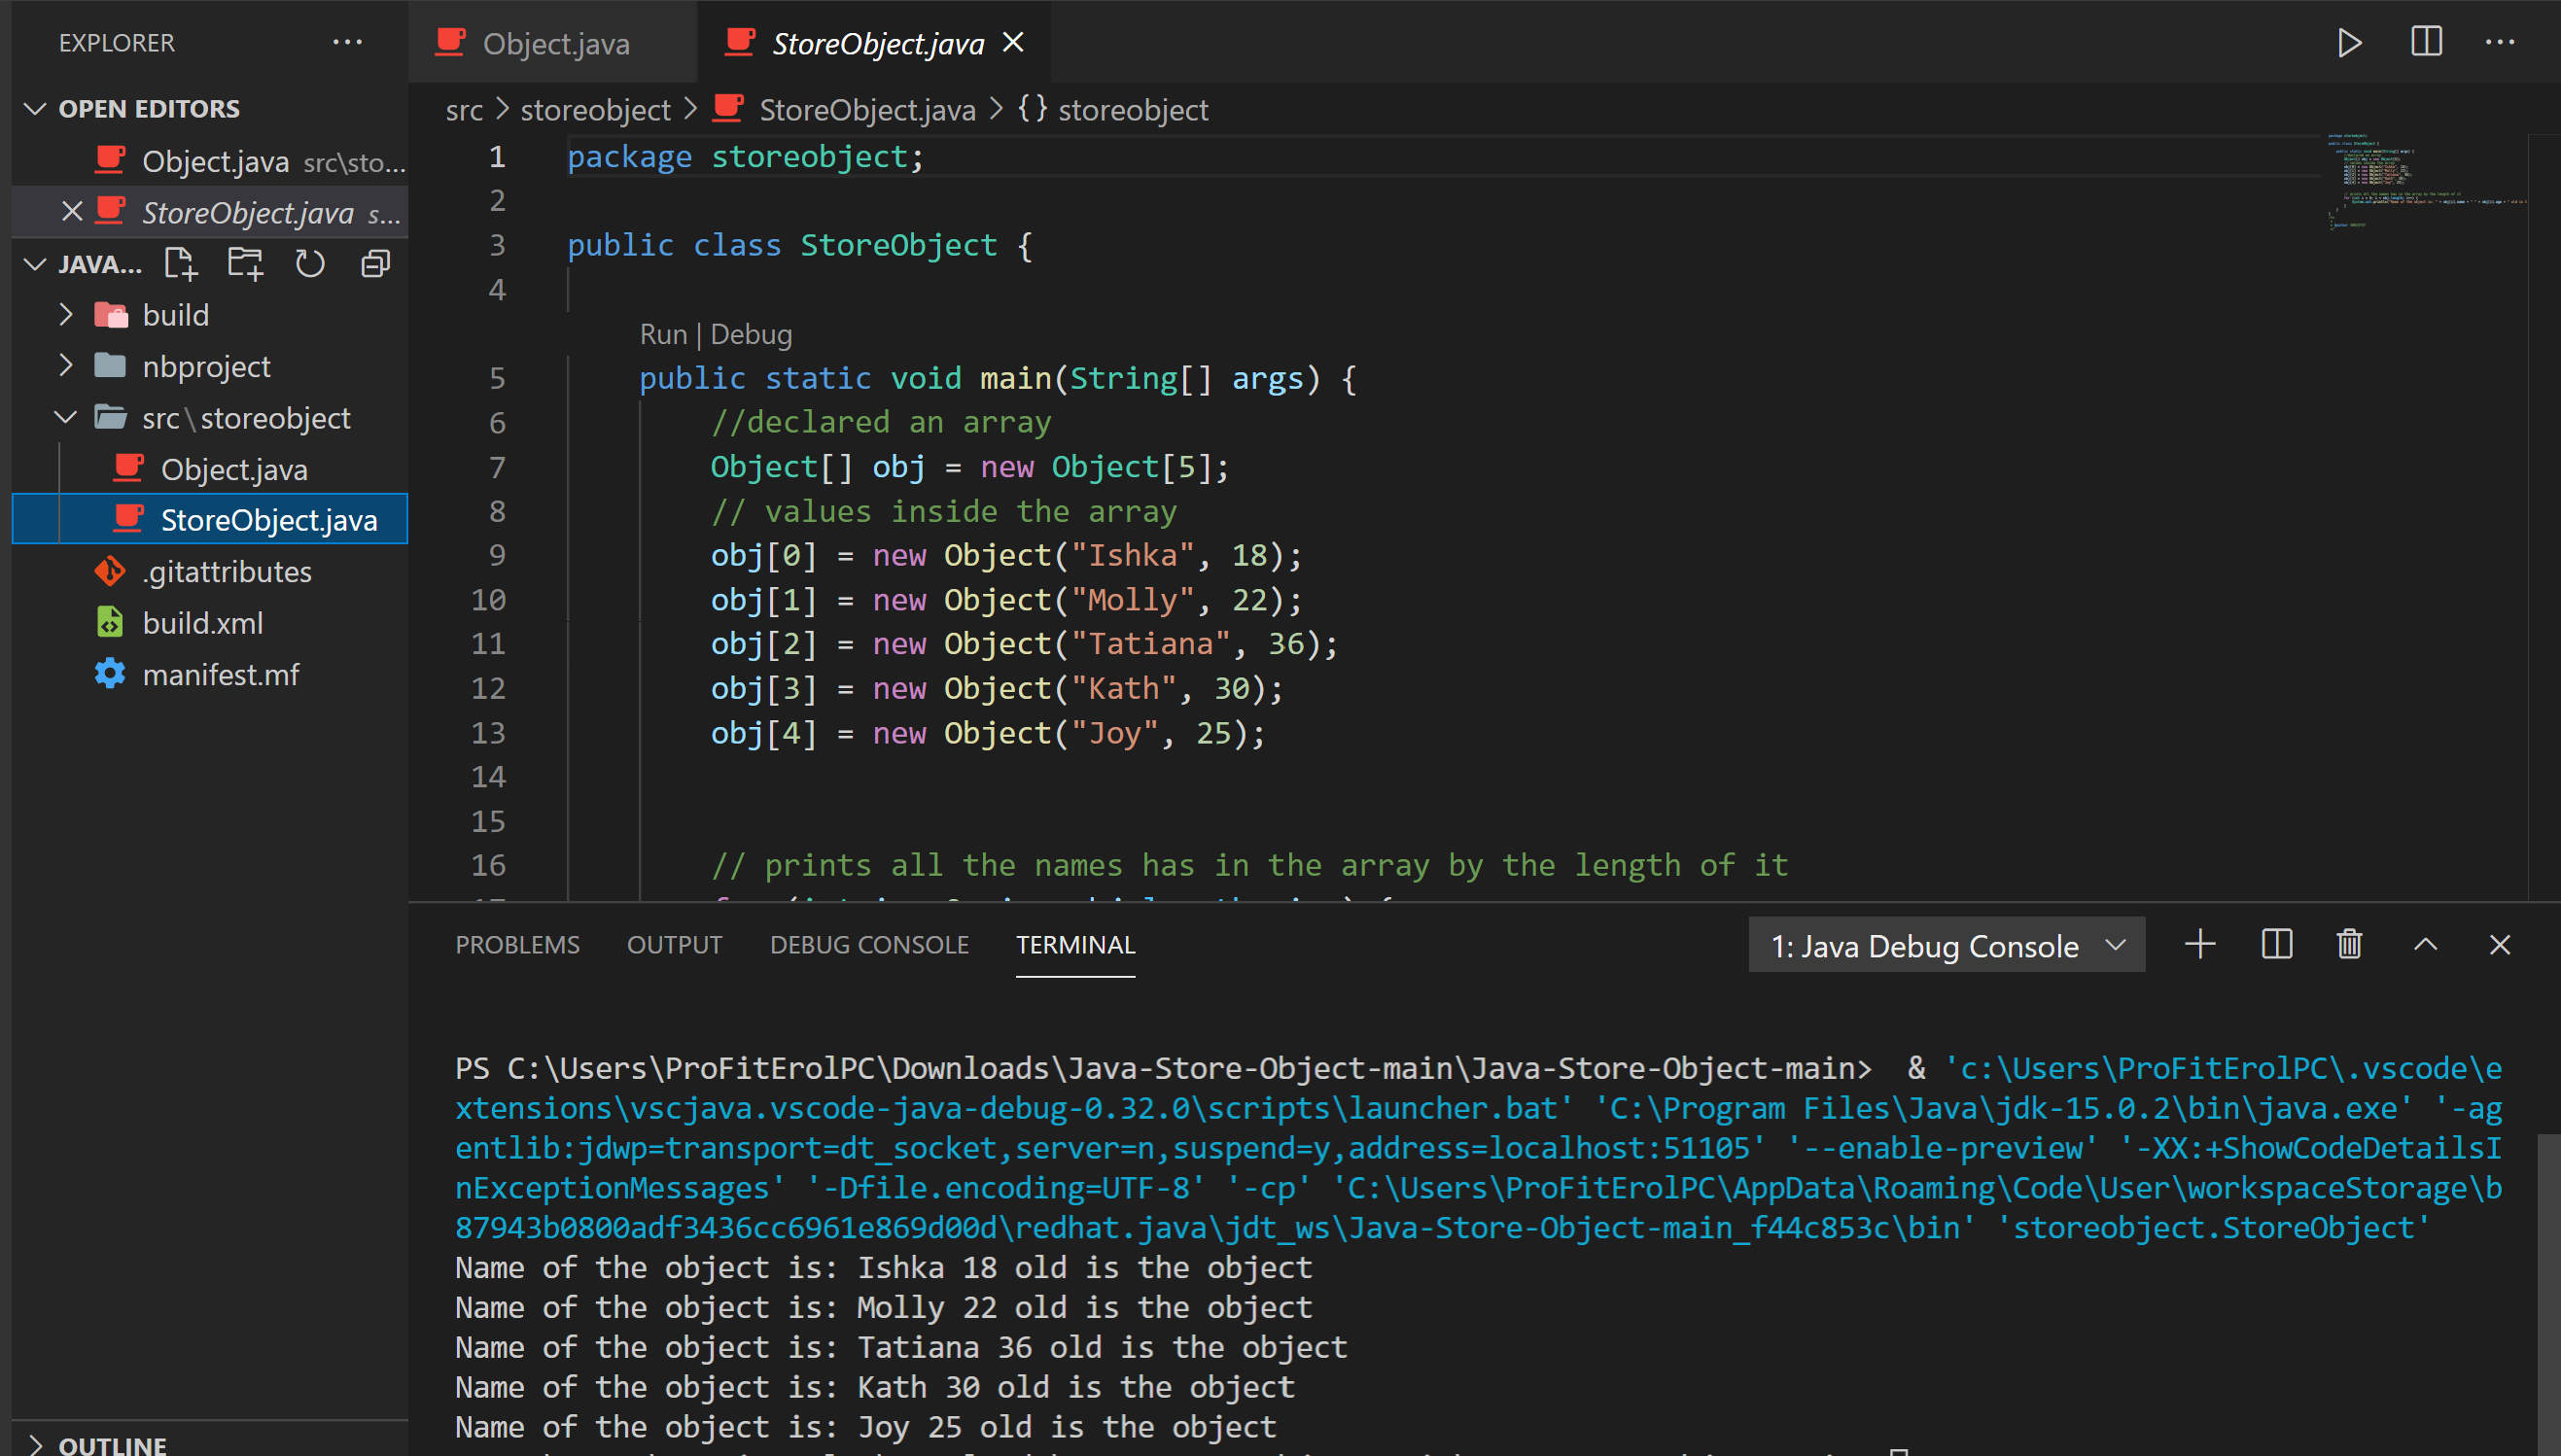 EXPLORER ···
OPEN EDITORS
Object.java src\sto...
StoreObject.java s...
JAVA...
build
nbproject
src\storeobject
Object.java
StoreObject.java
.gitattributes
build.xml
manifest.mf
OUTLINE
Object.java StoreObject.java
src > storeobject > StoreObject.java > {} storeobject
1 package storeobject;
2
3 public class StoreObject {
4
Run | Debug
5 public static void main(String[] args) {
6 //declared an array
7 Object[] obj = new Object[5];
8 // values inside the array
9 obj[0] = new Object("Ishka", 18);
10 obj[1] = new Object("Molly", 22);
11 obj[2] = new Object("Tatiana", 36);
12 obj[3] = new Object("Kath", 30);
13 obj[4] = new Object("Joy", 25);
14
15
16 // prints all the names has in the array by the length of it
PROBLEMS OUTPUT DEBUG CONSOLE TERMINAL 1: Java Debug Console
PS C:\Users\ProFitErolPC\Downloads\Java-Store-Object-main\Java-Store-Object-main>  & 'c:\Users\ProFitErolPC\.vscode\e
xtensions\vscjava.vscode-java-debug-0.32.0\scripts\launcher.bat' 'C:\Program Files\Java\jdk-15.0.2\bin\java.exe' '-ag
entlib:jdwp=transport=dt_socket,server=n,suspend=y,address=localhost:51105' '--enable-preview' '-XX:+ShowCodeDetailsI
nExceptionMessages' '-Dfile.encoding=UTF-8' '-cp' 'C:\Users\ProFitErolPC\AppData\Roaming\Code\User\workspaceStorage\b
87943b0800adf3436cc6961e869d00d\redhat.java\jdt_ws\Java-Store-Object-main_f44c853c\bin' 'storeobject.StoreObject'
Name of the object is: Ishka 18 old is the object
Name of the object is: Molly 22 old is the object
Name of the object is: Tatiana 36 old is the object
Name of the object is: Kath 30 old is the object
Name of the object is: Joy 25 old is the object